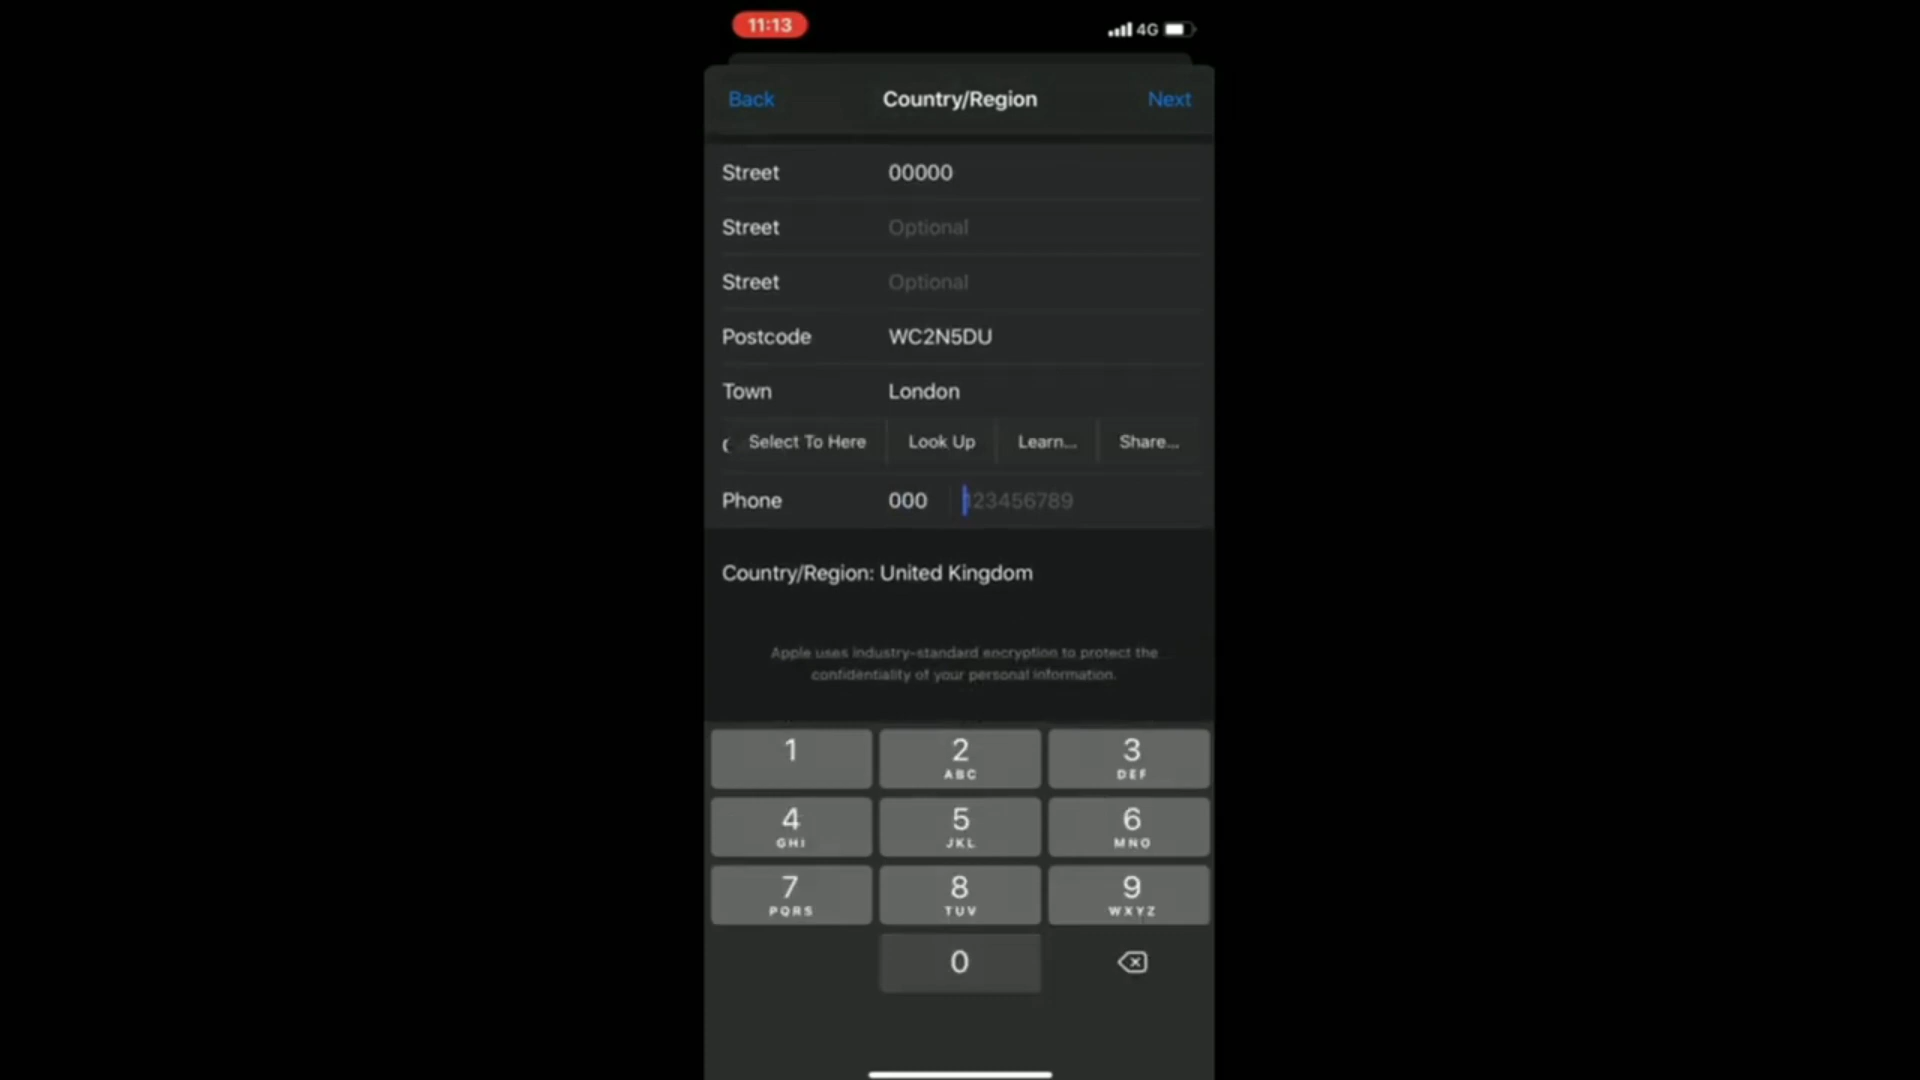 11:13 4G
Back Country/Region Next
Street 00000
Street Optional
Street Optional
Postcode WC2N5DU
Town London
Select To Here Look Up Learn... Share...
Phone 000 123456789
Country/Region: United Kingdom
Apple uses industry-standard encryption to protect the
confidentiality of your personal information.
1 2 3
ABC DEF
4 5 6
GHI JKL MNO
7 8 9
PQRS TUV WXYZ
0